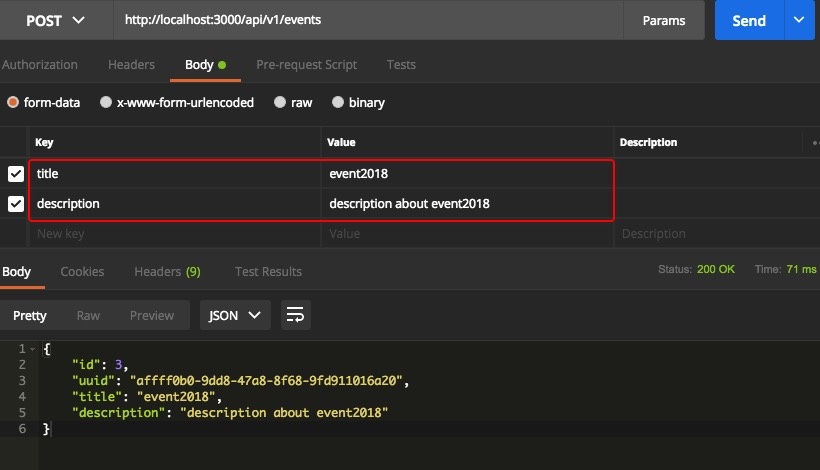 POST http://localhost:3000/api/v1/events Params Send
Authorization Headers Body Pre-request Script Tests
form-data x-www-form-urlencoded raw binary
Key Value Description
title event2018
description description about event2018
New key Value Description
Body Cookies Headers (9) Test Results Status: 200 OK Time: 71 ms
Pretty Raw Preview JSON
1 {
2 "id": 3,
3 "uuid": "affff0b0-9dd8-47a8-8f68-9fd911016a20",
4 "title": "event2018",
5 "description": "description about event2018"
6 }